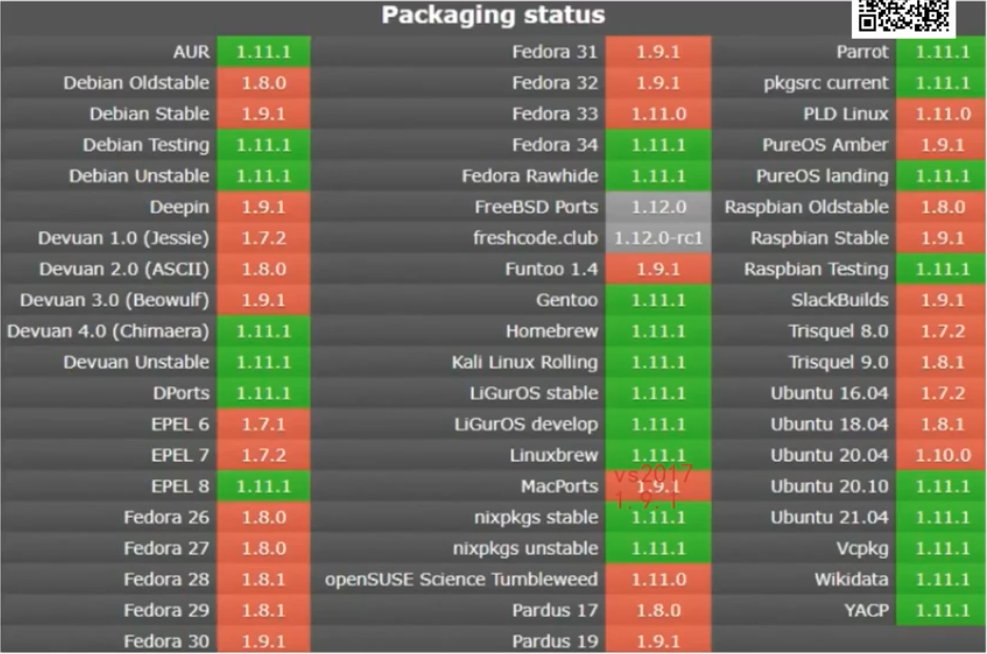 Packaging status
AUR 1.11.1 Fedora 31 1.9.1 Parrot 1.11.1
Debian Oldstable 1.8.0 Fedora 32 1.9.1 pkgsrc current 1.11.1
Debian Stable 1.9.1 Fedora 33 1.11.0 PLD Linux 1.11.0
Debian Testing 1.11.1 Fedora 34 1.11.1 PureOS Amber 1.9.1
Debian Unstable 1.11.1 Fedora Rawhide 1.11.1 PureOS landing 1.11.1
Deepin 1.9.1 FreeBSD Ports 1.12.0 Raspbian Oldstable 1.8.0
Devuan 1.0 (Jessie) 1.7.2 freshcode.club 1.12.0-rc1 Raspbian Stable 1.9.1
Devuan 2.0 (ASCII) 1.8.0 Funtoo 1.4 1.9.1 Raspbian Testing 1.11.1
Devuan 3.0 (Beowulf) 1.9.1 Gentoo 1.11.1 SlackBuilds 1.9.1
Devuan 4.0 (Chimaera) 1.11.1 Homebrew 1.11.1 Trisquel 8.0 1.7.2
Devuan Unstable 1.11.1 Kali Linux Rolling 1.11.1 Trisquel 9.0 1.8.1
DPorts 1.11.1 LiGurOS stable 1.11.1 Ubuntu 16.04 1.7.2
EPEL 6 1.7.1 LiGurOS develop 1.11.1 Ubuntu 18.04 1.8.1
EPEL 7 1.7.2 Linuxbrew 1.11.1 Ubuntu 20.04 1.10.0
vs2017
EPEL 8 1.11.1 MacPorts 1.9.1 Ubuntu 20.10 1.11.1
1.9.1
Fedora 26 1.8.0 nixpkgs stable 1.11.1 Ubuntu 21.04 1.11.1
Fedora 27 1.8.0 nixpkgs unstable 1.11.1 Vcpkg 1.11.1
Fedora 28 1.8.1 openSUSE Science Tumbleweed 1.11.0 Wikidata 1.11.1
Fedora 29 1.8.1 Pardus 17 1.8.0 YACP 1.11.1
Fedora 30 1.9.1 Pardus 19 1.9.1